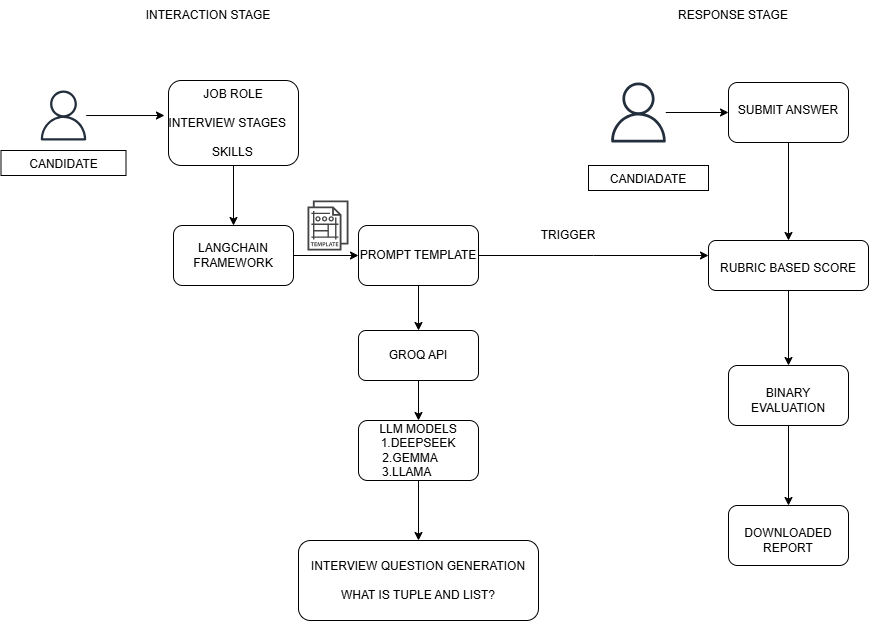 INTERACTION STAGE
RESPONSE STAGE
CANDIDATE
JOB ROLE
INTERVIEW STAGES
SKILLS
LANGCHAIN
FRAMEWORK
TEMPLATE
PROMPT TEMPLATE
GROQ API
LLM MODELS
1.DEEPSEEK
2.GEMMA
3.LLAMA
INTERVIEW QUESTION GENERATION
WHAT IS TUPLE AND LIST?
TRIGGER
CANDIADATE
SUBMIT ANSWER
RUBRIC BASED SCORE
BINARY
EVALUATION
DOWNLOADED
REPORT